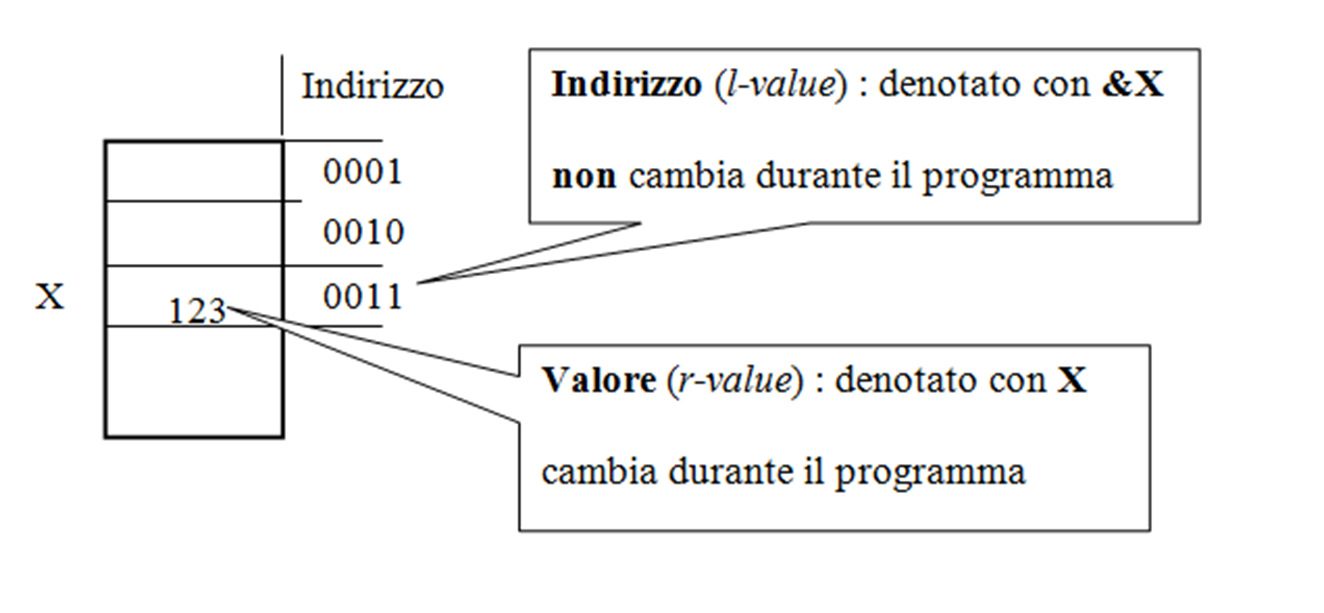 Indirizzo
Indirizzo (l-value) : denotato con &X
non cambia durante il programma
0001
0010
X 123 0011
Valore (r-value) : denotato con X
cambia durante il programma